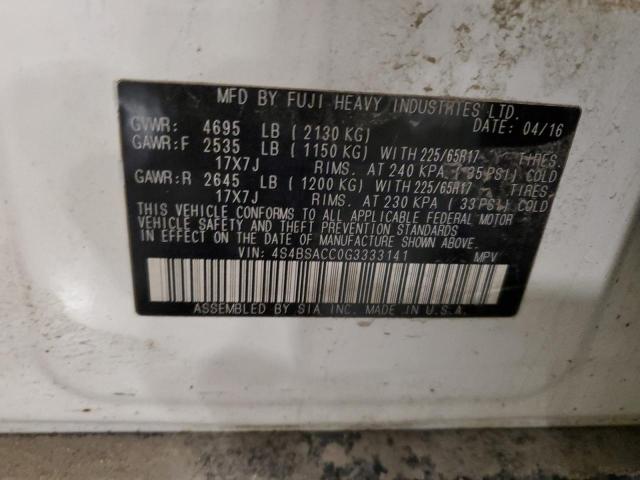 MFD BY FUJI HEAVY INDUSTRIES LTD.
GVWR: 4695 LB (2130 KG) DATE: 04/16
GAWR:F 2535 LB (1150 KG) WITH 225/65R17 TIRES.
17X7J RIMS. AT 240 KPA (35 PSI) COLD
GAWR:R 2645 LB (1200 KG) WITH 225/65R17 TIRES.
17X7J RIMS. AT 230 KPA (33 PSI) COLD
THIS VEHICLE CONFORMS TO ALL APPLICABLE FEDERAL MOTOR
VEHICLE SAFETY AND THEFT PREVENTION STANDARDS
IN EFFECT ON THE DATE OF MANUFACTURE SHOWN ABOVE.
VIN: 4S4BSACC0G3333141 MPV
ASSEMBLED BY SIA INC. MADE IN U.S.A.